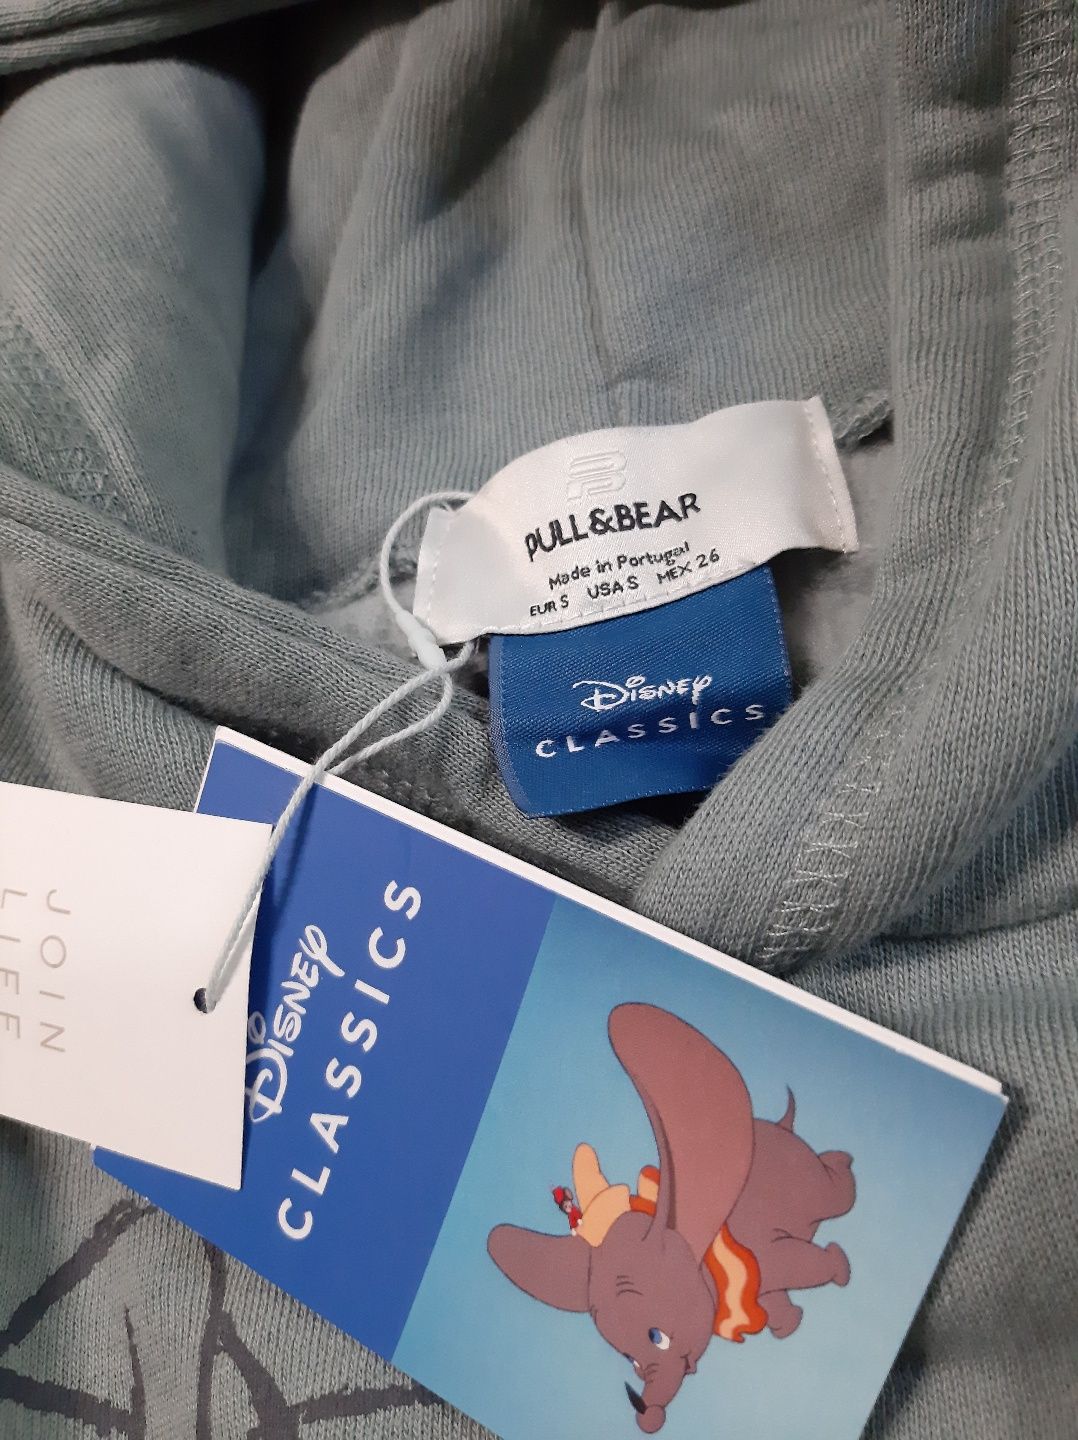 PULL&BEAR
Made in Portugal
EUR S USA S MEX 26
Disney
CLASSICS
JOIN
LIFE
Disney
CLASSICS